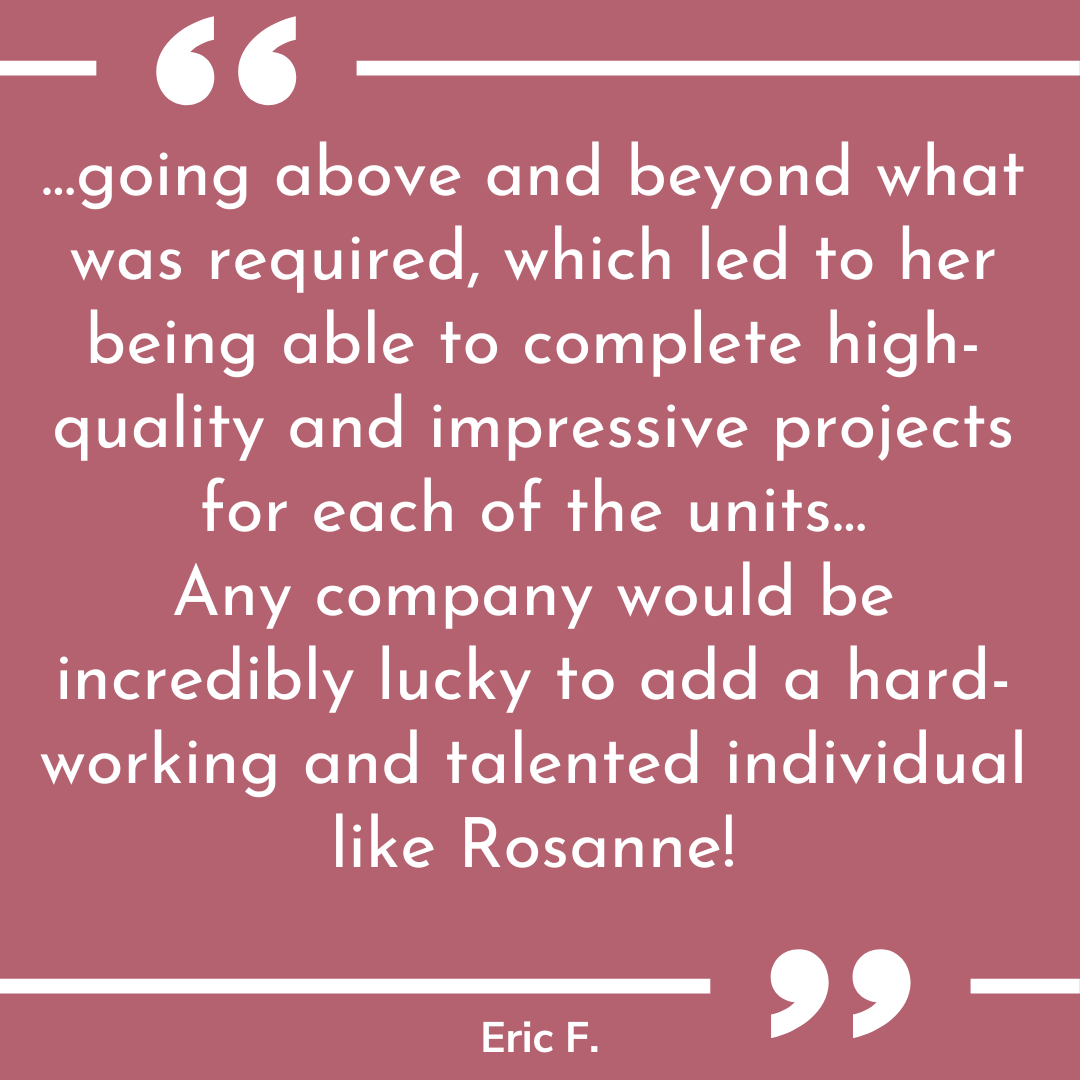 “
...going above and beyond what
was required, which led to her
being able to complete high-
quality and impressive projects
for each of the units...
Any company would be
incredibly lucky to add a hard-
working and talented individual
like Rosanne!
”
Eric F.